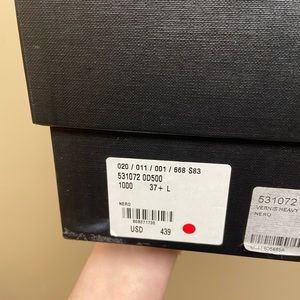 020 / 011 / 001 / 668 S83
531072 0D500
1000 37+ L
NERO
USD 439
531072
VERNIS HEAVY
NERO